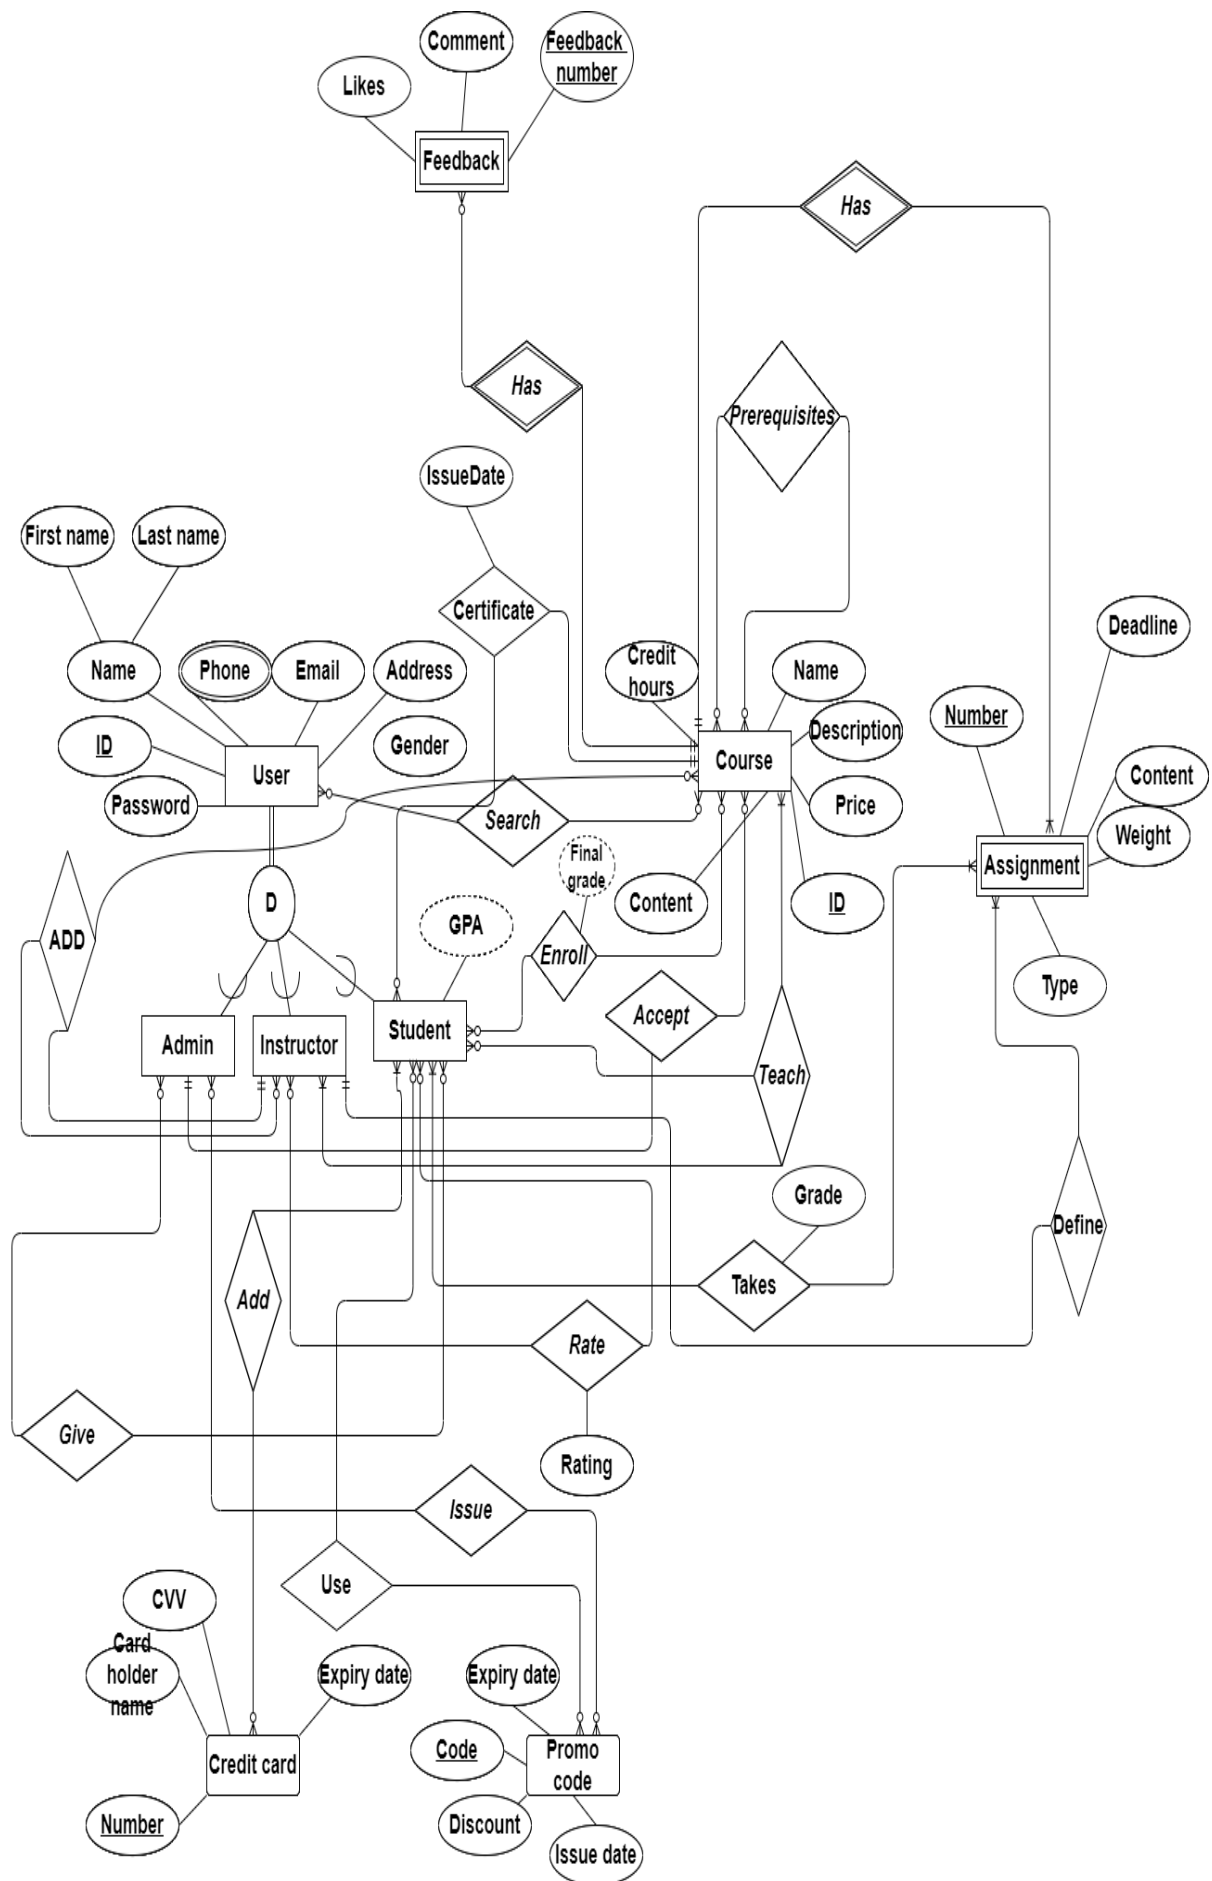 Comment
Feedback
number
Likes
Feedback
Has
Has
Prerequisites
IssueDate
First name
Last name
Certificate
Deadline
Name
Phone
Email
Address
Credit
hours
Name
Number
ID
Gender
Description
User
Course
Content
Password
Search
Price
Weight
Final
grade
Assignment
D
Content
ID
GPA
ADD
Enroll
Type
Accept
Student
Admin
Instructor
Teach
Grade
Define
Add
Takes
Rate
Give
Rating
Issue
Use
CVV
Card
holder
name
Expiry date
Expiry date
Code
Promo
code
Credit card
Number
Discount
Issue date